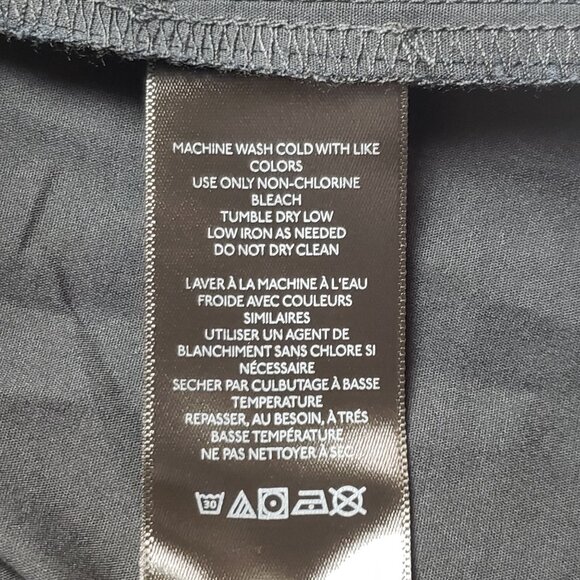 MACHINE WASH COLD WITH LIKE
COLORS
USE ONLY NON-CHLORINE
BLEACH
TUMBLE DRY LOW
LOW IRON AS NEEDED
DO NOT DRY CLEAN
LAVER À LA MACHINE À L'EAU
FROIDE AVEC COULEURS
SIMILAIRES
UTILISER UN AGENT DE
BLANCHIMENT SANS CHLORE SI
NÉCESSAIRE
SECHER PAR CULBUTAGE À BASSE
TEMPERATURE
REPASSER, AU BESOIN, À TRÉS
BASSE TEMPÉRATURE
NE PAS NETTOYER À SEC
30